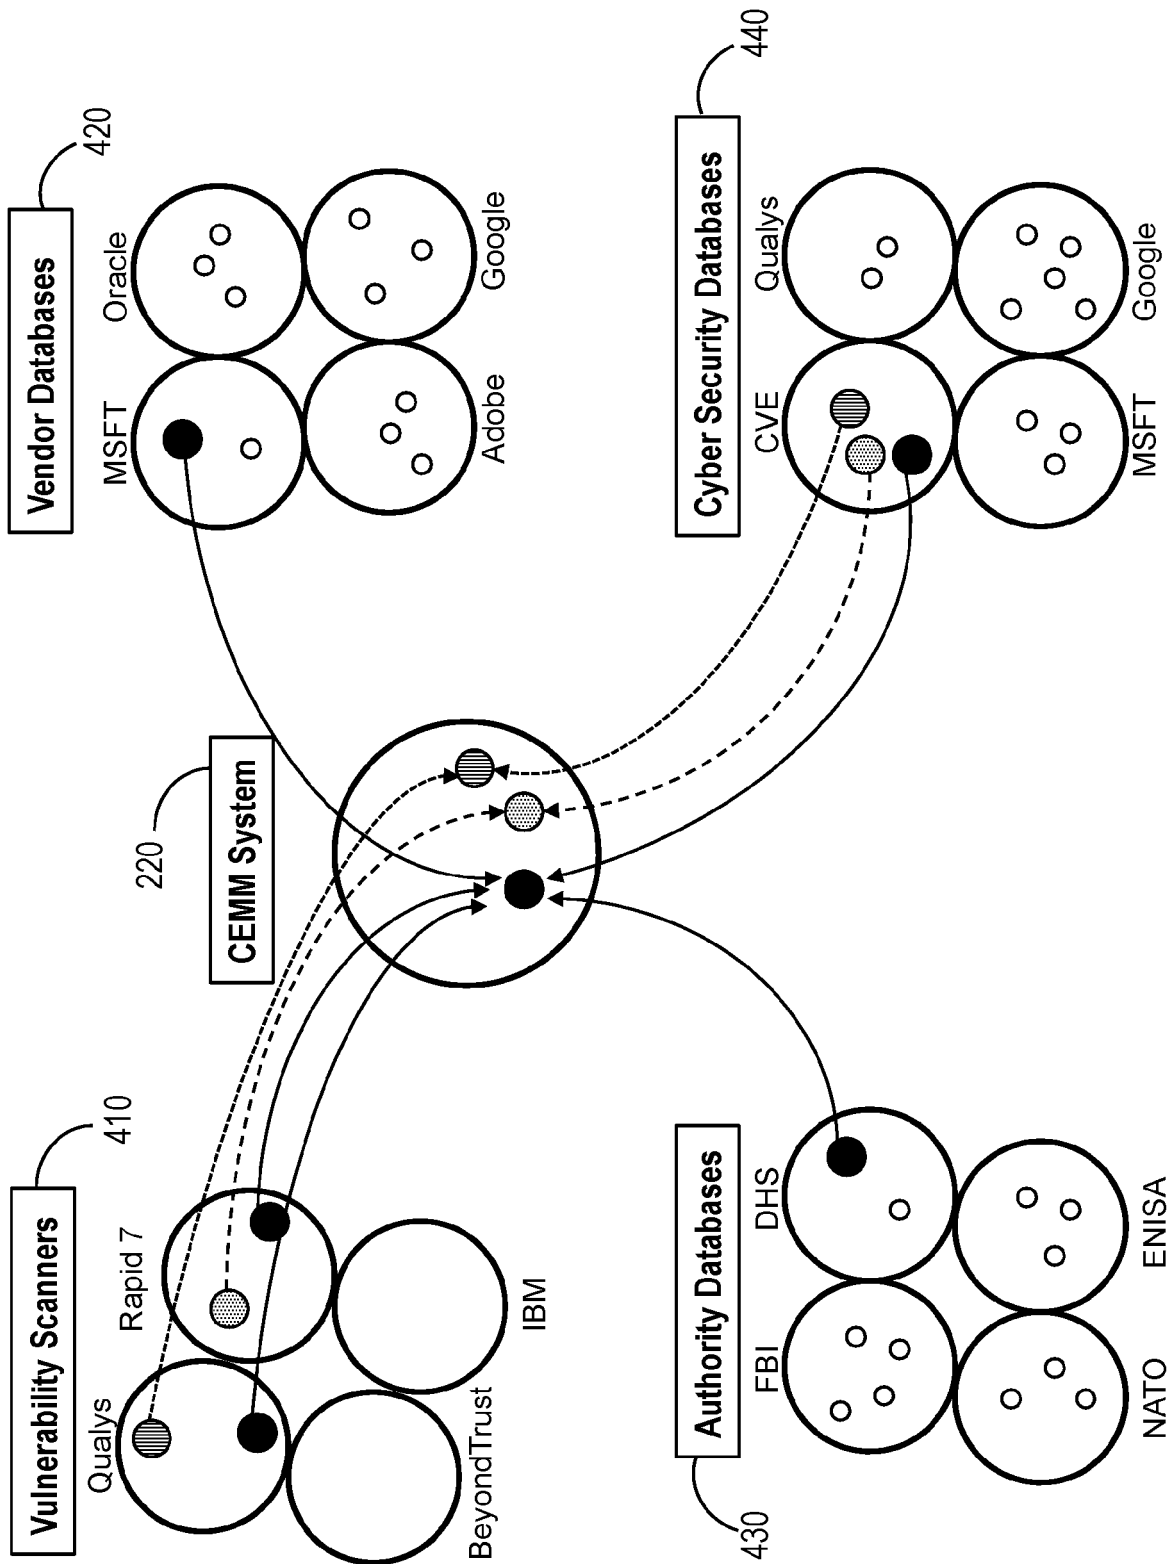 Vulnerability Scanners
410
Qualys
Rapid 7
BeyondTrust
IBM
220
CEMM System
Vendor Databases
420
MSFT
Oracle
Adobe
Google
Authority Databases
430
FBI
DHS
NATO
ENISA
Cyber Security Databases
440
CVE
Qualys
MSFT
Google